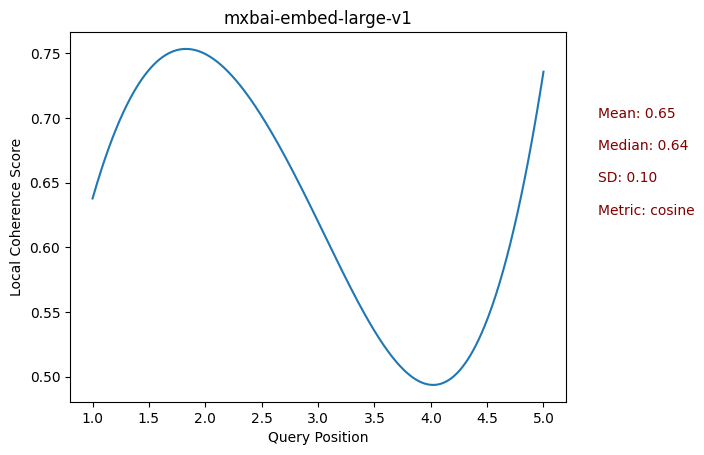 mxbai-embed-large-v1
Local Coherence Score
0.75
0.70
0.65
0.60
0.55
0.50
1.0 1.5 2.0 2.5 3.0 3.5 4.0 4.5 5.0
Query Position
Mean: 0.65
Median: 0.64
SD: 0.10
Metric: cosine